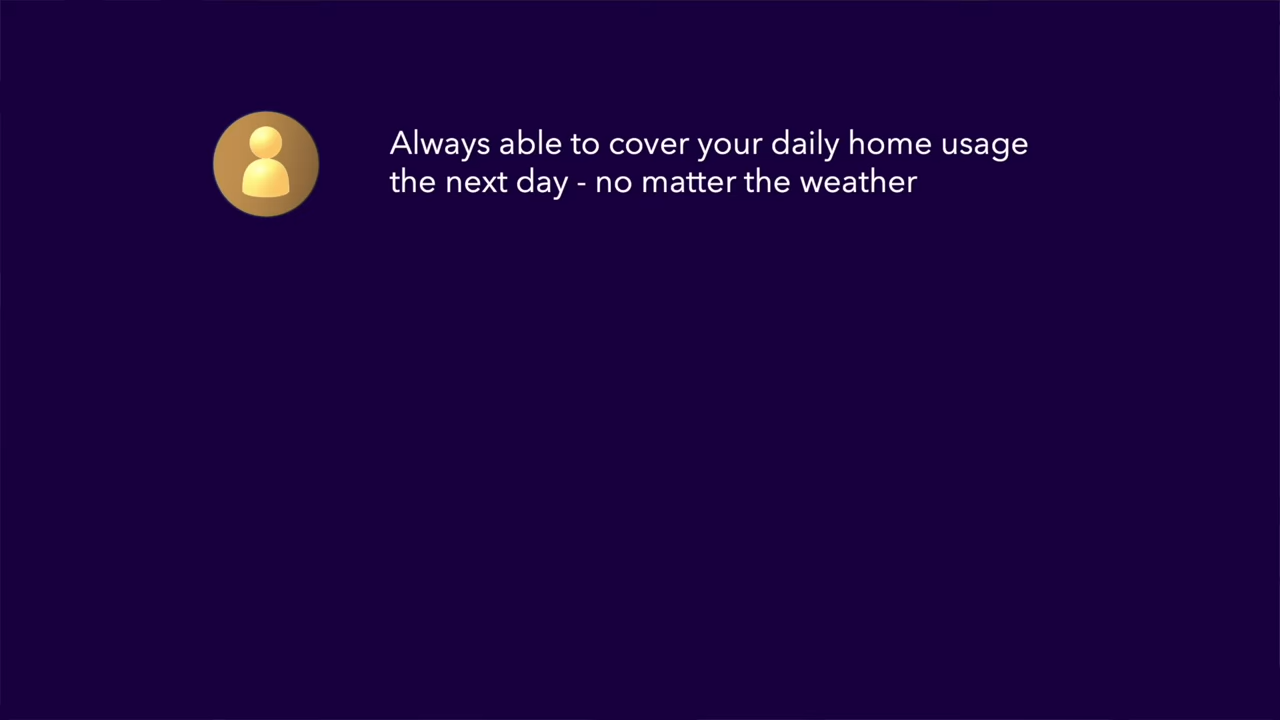 Always able to cover your daily home usage
the next day - no matter the weather